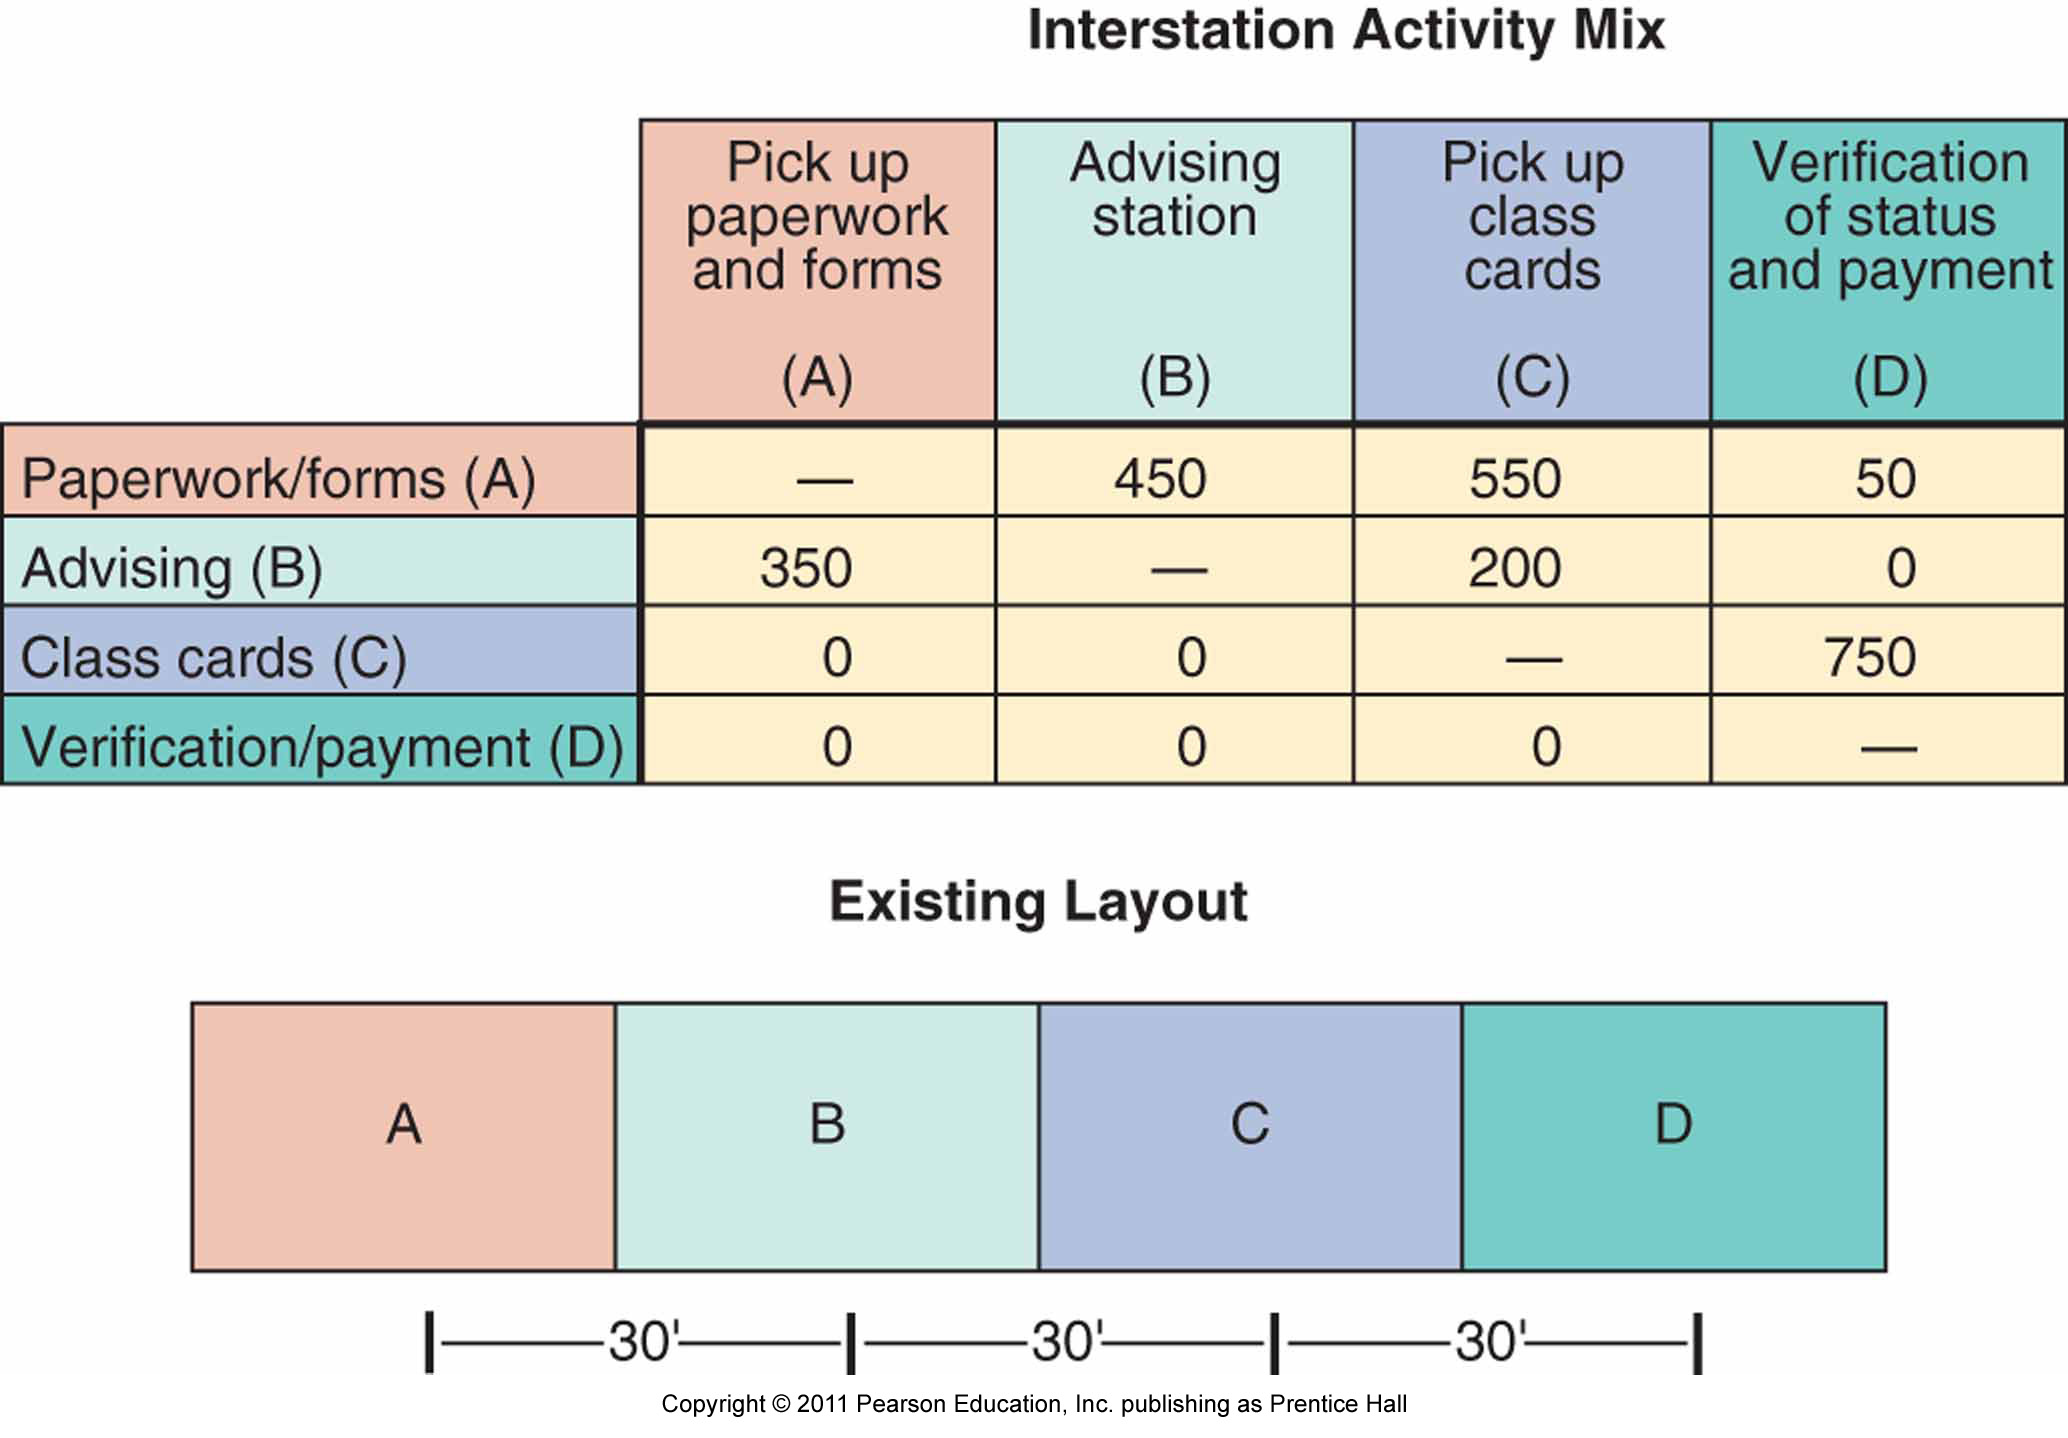 Interstation Activity Mix
Pick up paperwork and forms (A)
Advising station (B)
Pick up class cards (C)
Verification of status and payment (D)
Paperwork/forms (A) — 450 550 50
Advising (B) 350 — 200 0
Class cards (C) 0 0 — 750
Verification/payment (D) 0 0 0 —
Existing Layout
A B C D
30' 30' 30'
Copyright © 2011 Pearson Education, Inc. publishing as Prentice Hall